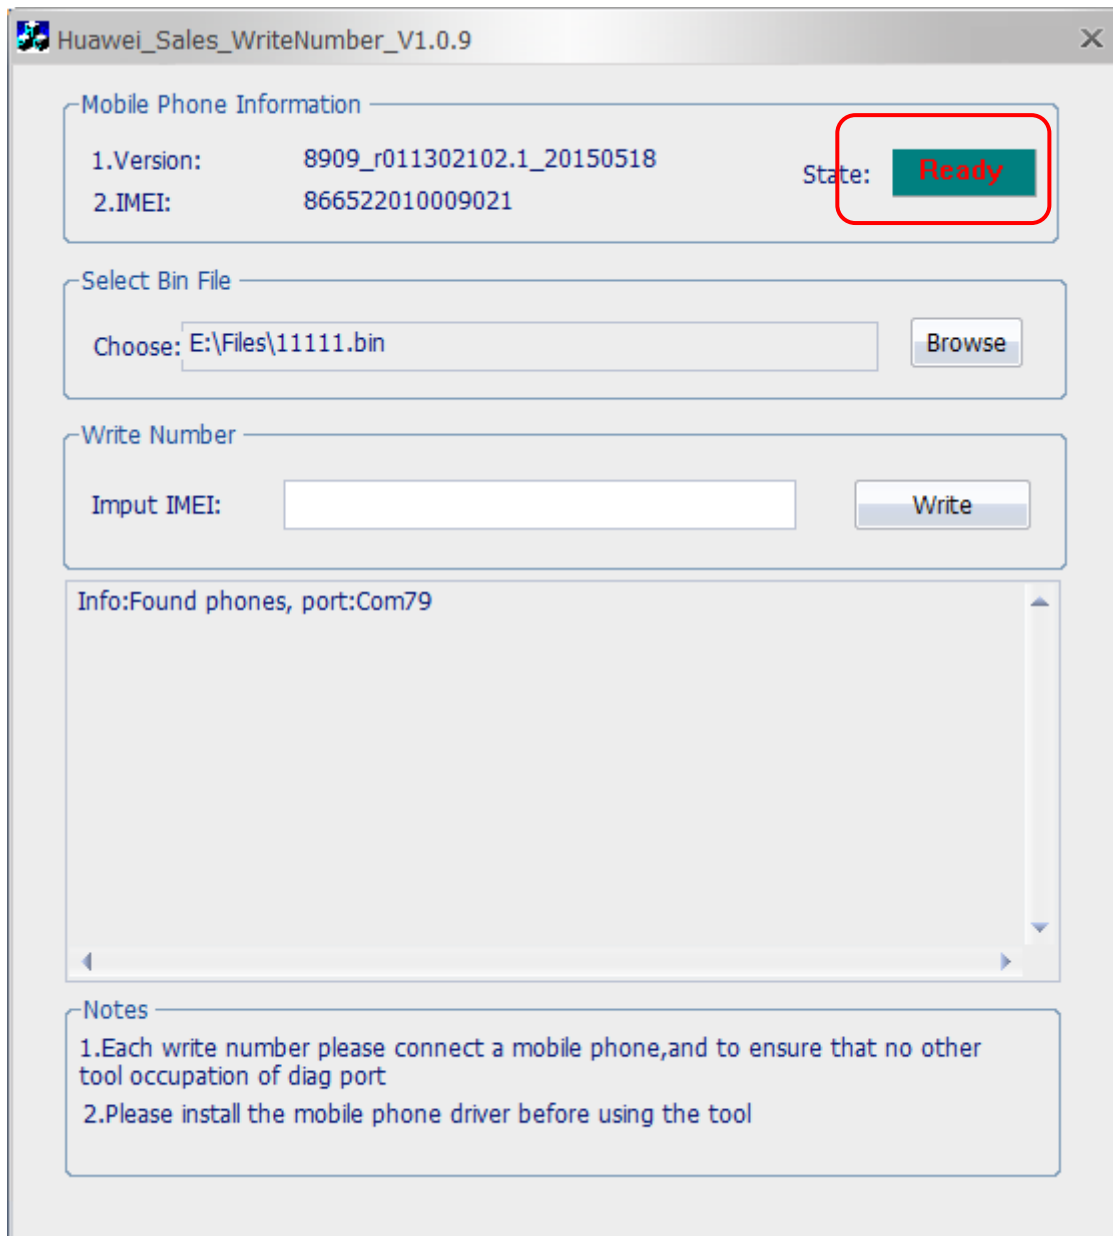 Huawei_Sales_WriteNumber_V1.0.9
Mobile Phone Information
1.Version: 8909_r011302102.1_20150518
State: Ready
2.IMEI: 866522010009021
Select Bin File
Choose: E:\Files\11111.bin Browse
Write Number
Imput IMEI: Write
Info:Found phones, port:Com79
Notes
1.Each write number please connect a mobile phone,and to ensure that no other
tool occupation of diag port
2.Please install the mobile phone driver before using the tool